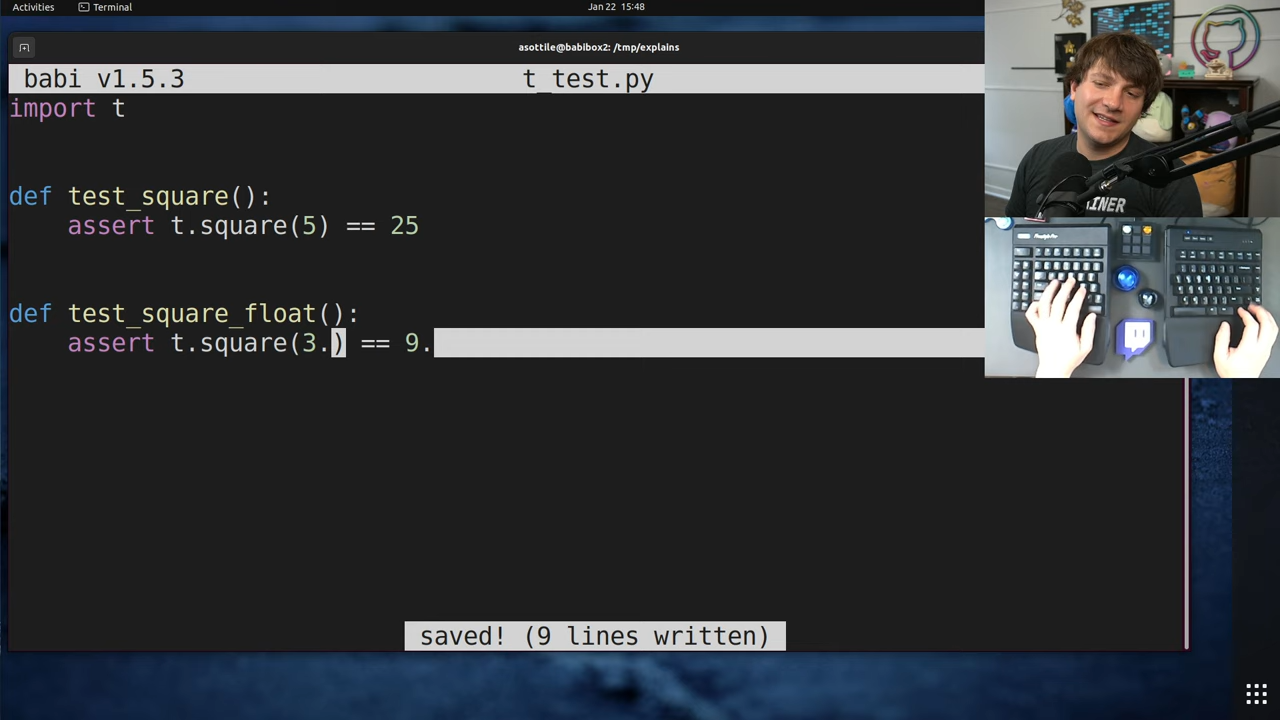 Activities
Terminal
Jan 22 15:48
asottile@babibox2: /tmp/explains
babi v1.5.3
t_test.py
import t
def test_square():
assert t.square(5) == 25
def test_square_float():
assert t.square(3.) == 9.
saved! (9 lines written)
INER